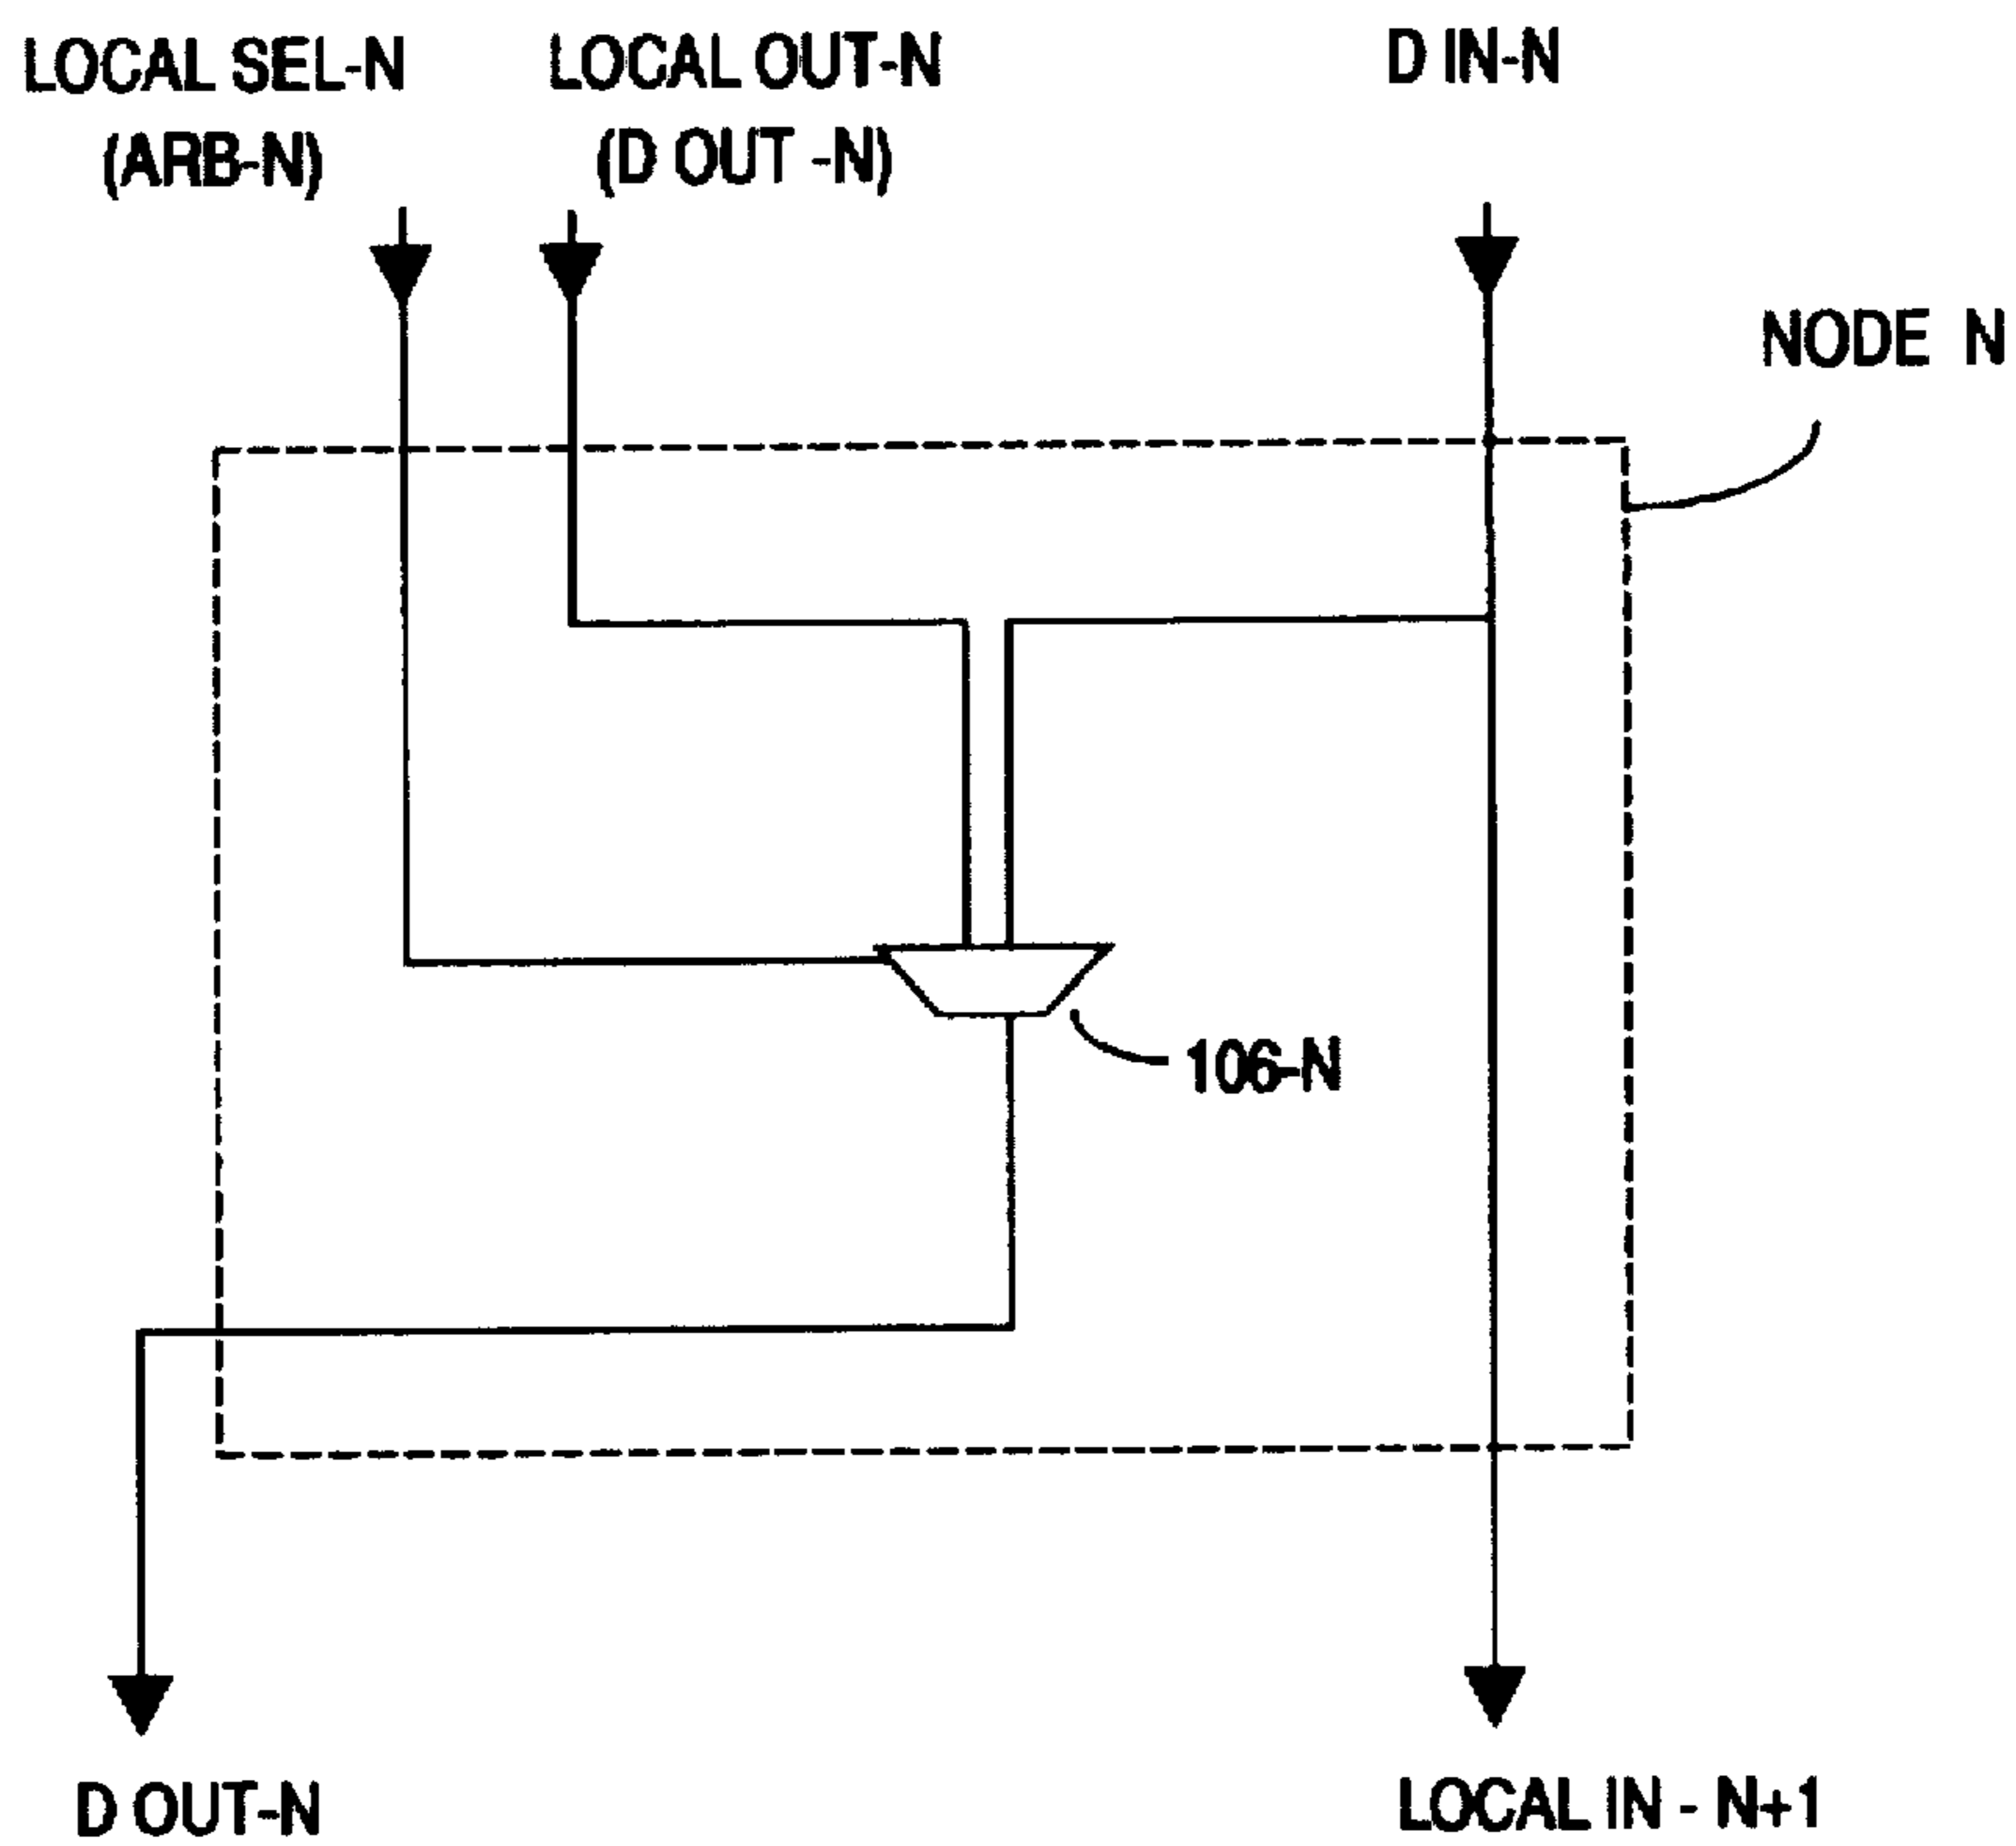 LOCAL SEL-N
(ARB-N)
LOCAL OUT-N
(D OUT -N)
D IN-N
NODE N
106-N
D OUT-N
LOCAL IN - N+1